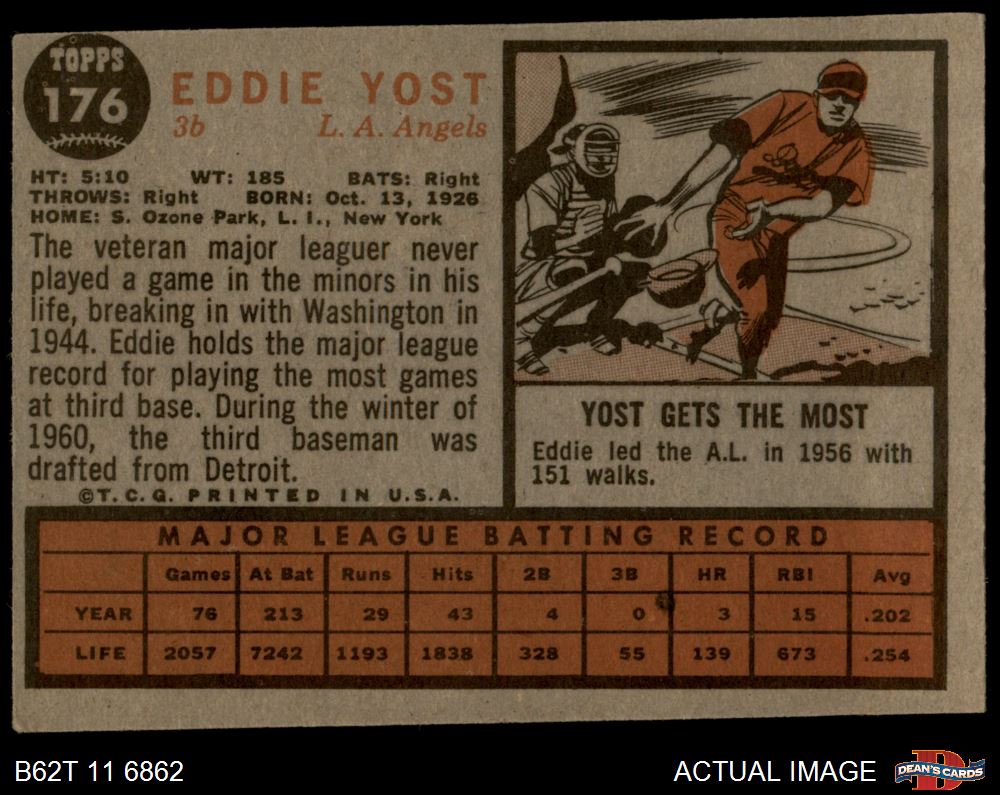 TOPPS
176
EDDIE YOST
3b L. A. Angels
HT: 5:10 WT: 185 BATS: Right
THROWS: Right BORN: Oct. 13, 1926
HOME: S. Ozone Park, L. I., New York
The veteran major leaguer never
played a game in the minors in his
life, breaking in with Washington in
1944. Eddie holds the major league
record for playing the most games
at third base. During the winter of
1960, the third baseman was
drafted from Detroit.
©T.C.G. PRINTED IN U.S.A.
YOST GETS THE MOST
Eddie led the A.L. in 1956 with
151 walks.
MAJOR LEAGUE BATTING RECORD
Games At Bat Runs Hits 2B 3B HR RBI Avg
YEAR 76 213 29 43 4 0 3 15 .202
LIFE 2057 7242 1193 1838 328 55 139 673 .254
B62T 11 6862
ACTUAL IMAGE
DEAN'S CARDS